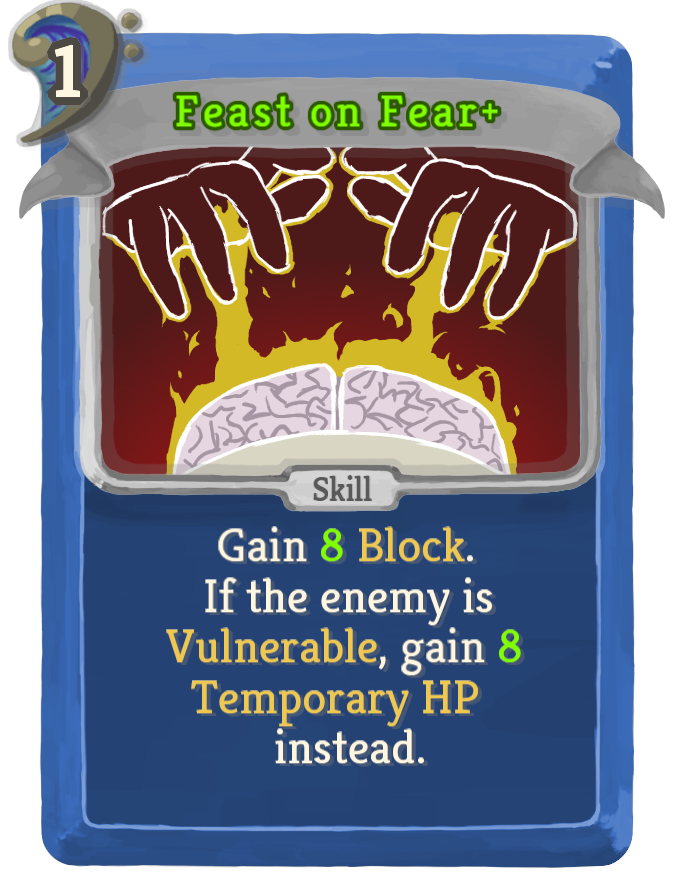 1
Feast on Fear+
Skill
Gain 8 Block.
If the enemy is
Vulnerable, gain 8
Temporary HP
instead.